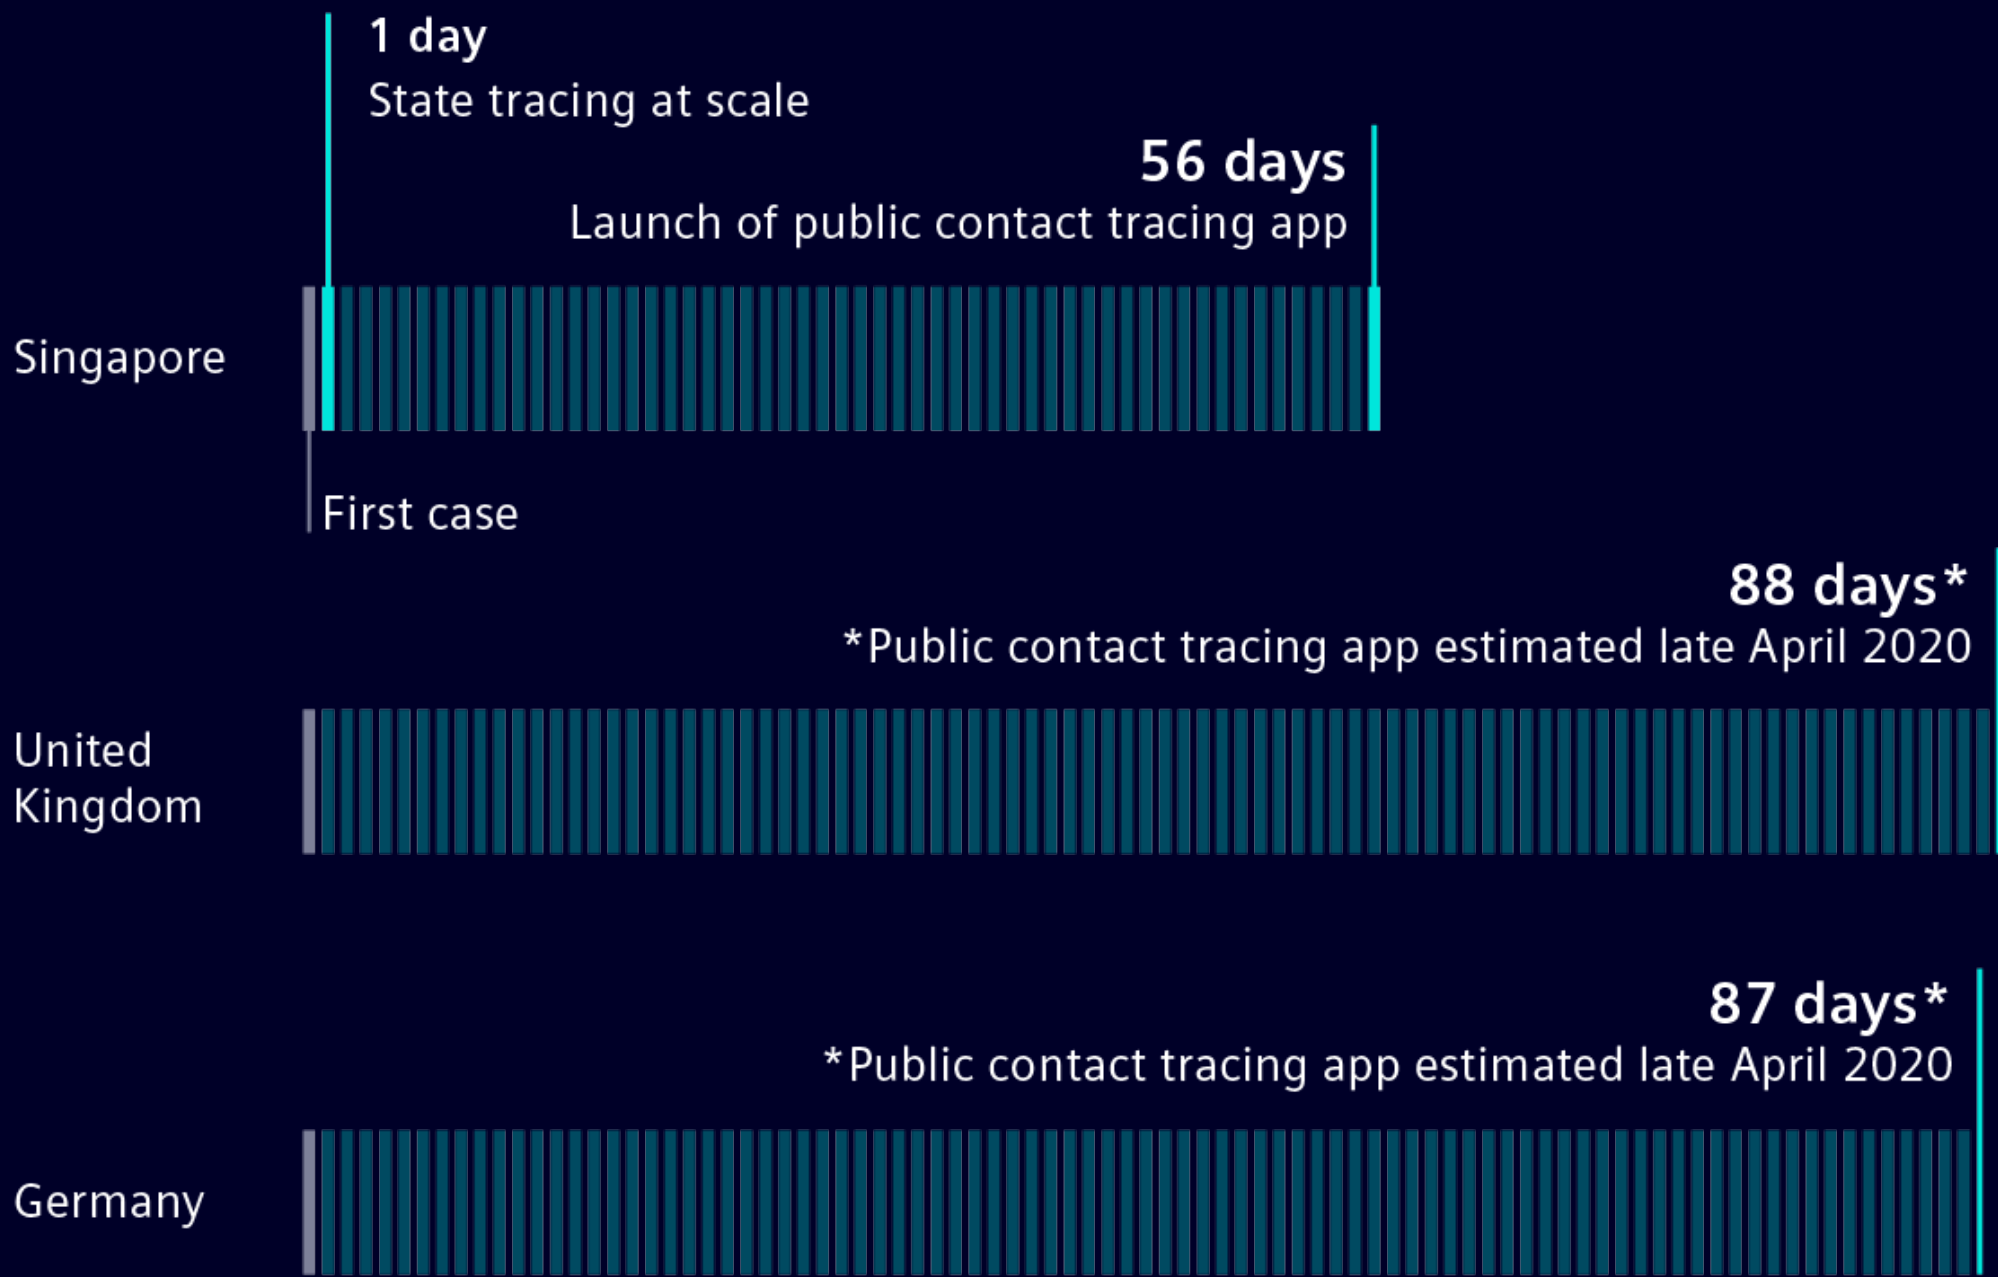 1 day
State tracing at scale
56 days
Launch of public contact tracing app
Singapore
First case
88 days*
*Public contact tracing app estimated late April 2020
United
Kingdom
87 days*
*Public contact tracing app estimated late April 2020
Germany